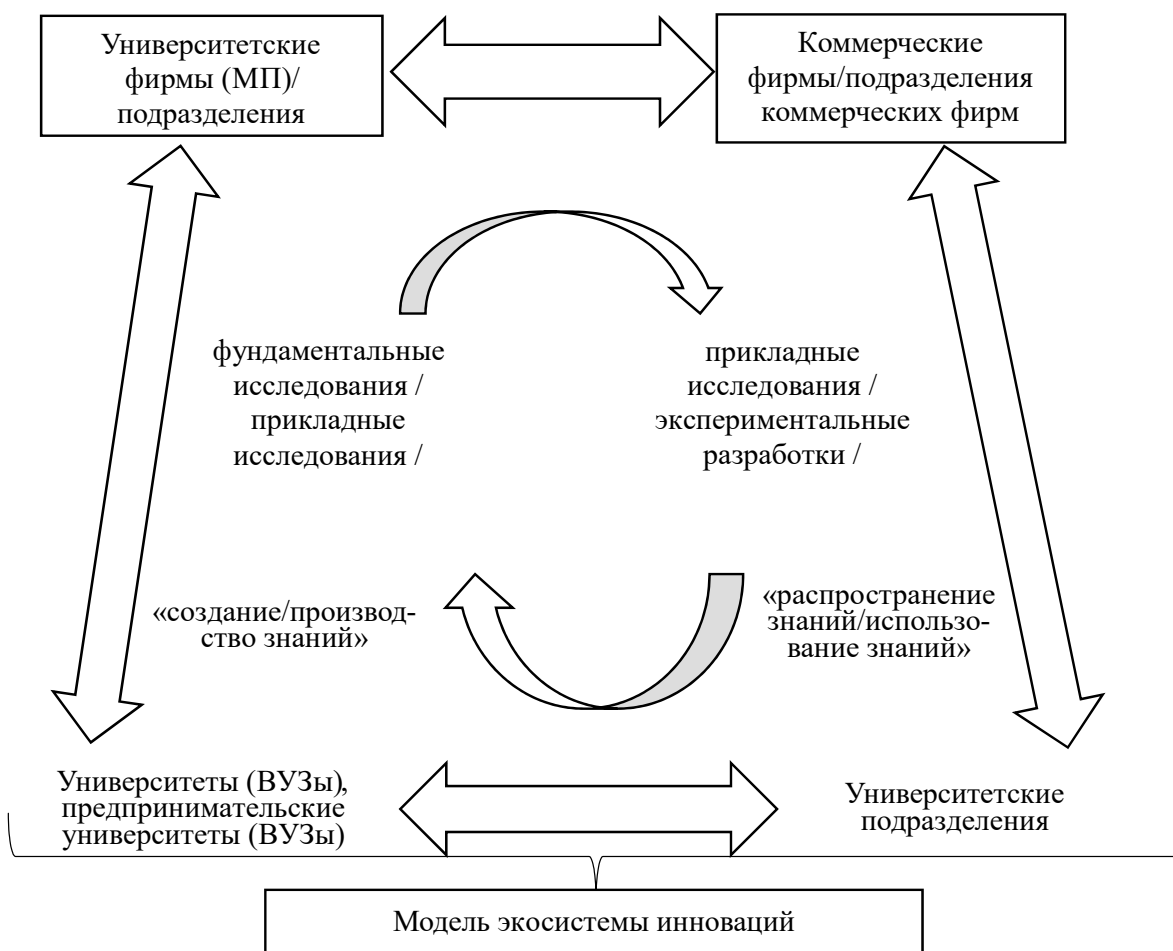 Университетские
фирмы (МП)/
подразделения
Коммерческие
фирмы/подразделения
коммерческих фирм
фундаментальные
исследования /
прикладные
исследования /
прикладные
исследования /
экспериментальные
разработки /
«создание/производ-
ство знаний»
«распространение
знаний/использо-
вание знаний»
Университеты (ВУЗы),
предпринимательские
университеты (ВУЗы)
Университетские
подразделения
Модель экосистемы инноваций